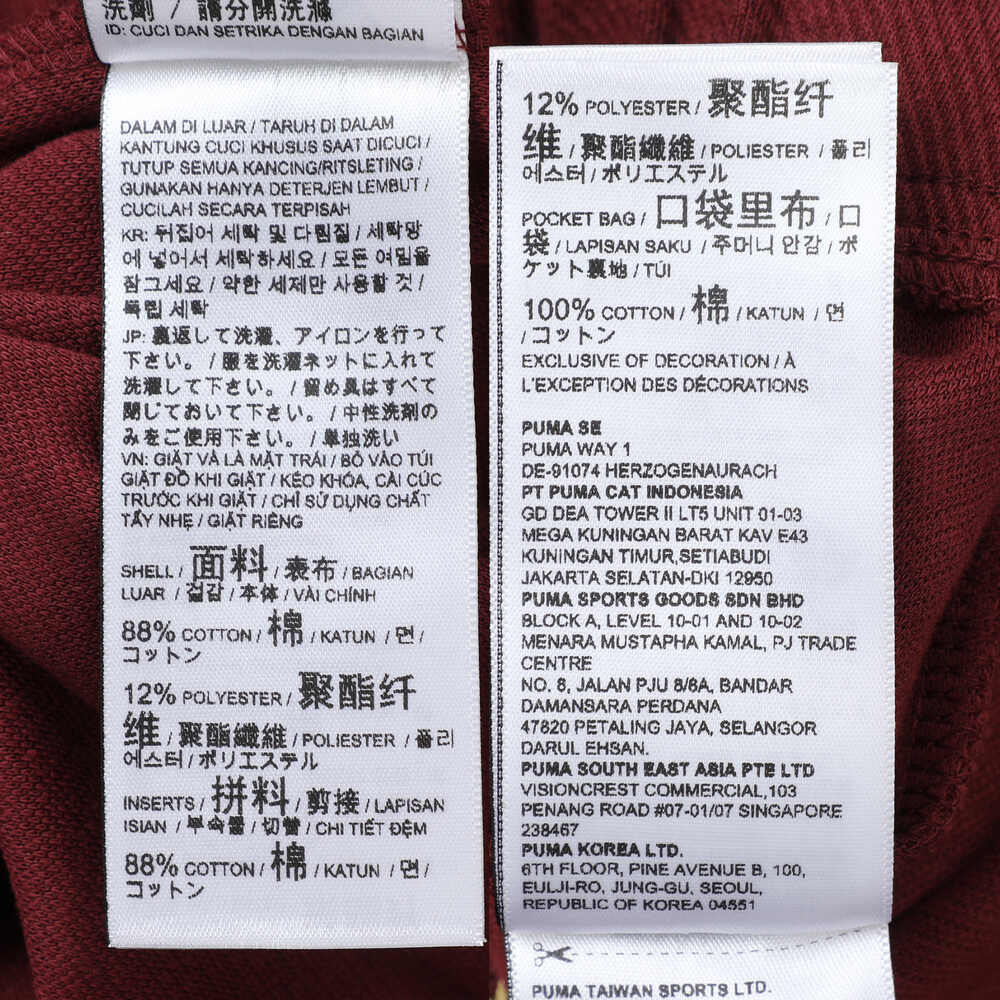 洗劑 / 請分開洗滌
ID: CUCI DAN SETRIKA DENGAN BAGIAN
DALAM DI LUAR / TARUH DI DALAM
KANTUNG CUCI KHUSUS SAAT DICUCI /
TUTUP SEMUA KANCING/RITSLETING /
GUNAKAN HANYA DETERJEN LEMBUT /
CUCILAH SECARA TERPISAH
KR: 뒤집어 세탁 및 다림질 / 세탁망
에 넣어서 세탁하세요 / 모든 여밈을
잠그세요 / 약한 세제만 사용할 것 /
독립 세탁
JP: 裏返して洗濯、アイロンを行って
下さい。 / 服を洗濯ネットに入れて
洗濯して下さい。 / 留め具はすべて
閉じておいて下さい。 / 中性洗剤の
みをご使用下さい。 / 単独洗い
VN: GIẶT VÀ LÀ MẶT TRÁI / BỎ VÀO TÚI
GIẶT ĐỒ KHI GIẶT / KÉO KHÓA, CÀI CÚC
TRƯỚC KHI GIẶT / CHỈ SỬ DỤNG CHẤT
TẨY NHẸ / GIẶT RIÊNG
SHELL / 面料 / 表布 / BAGIAN
LUAR / 겉감 / 本体 / VẢI CHÍNH
88% COTTON / 棉 / KATUN / 면 /
コットン
12% POLYESTER / 聚酯纤
维 / 聚酯纖維 / POLIESTER / 폴리
에스터 / ポリエステル
INSERTS / 拼料 / 剪接 / LAPISAN
ISIAN / 부속물 / 切替 / CHI TIẾT ĐỆM
88% COTTON / 棉 / KATUN / 면 /
コットン
12% POLYESTER / 聚酯纤
维 / 聚酯纖維 / POLIESTER / 폴리
에스터 / ポリエステル
POCKET BAG / 口袋里布 / 口
袋 / LAPISAN SAKU / 주머니 안감 / ポ
ケット裏地 / TÚI
100% COTTON / 棉 / KATUN / 면
/ コットン
EXCLUSIVE OF DECORATION / À
L'EXCEPTION DES DÉCORATIONS
PUMA SE
PUMA WAY 1
DE-91074 HERZOGENAURACH
PT PUMA CAT INDONESIA
GD DEA TOWER II LT5 UNIT 01-03
MEGA KUNINGAN BARAT KAV E43
KUNINGAN TIMUR,SETIABUDI
JAKARTA SELATAN-DKI 12950
PUMA SPORTS GOODS SDN BHD
BLOCK A, LEVEL 10-01 AND 10-02
MENARA MUSTAPHA KAMAL, PJ TRADE
CENTRE
NO. 8, JALAN PJU 8/8A, BANDAR
DAMANSARA PERDANA
47820 PETALING JAYA, SELANGOR
DARUL EHSAN.
PUMA SOUTH EAST ASIA PTE LTD
VISIONCREST COMMERCIAL,103
PENANG ROAD #07-01/07 SINGAPORE
238467
PUMA KOREA LTD.
6TH FLOOR, PINE AVENUE B, 100,
EULJI-RO, JUNG-GU, SEOUL,
REPUBLIC OF KOREA 04551
PUMA TAIWAN SPORTS LTD.